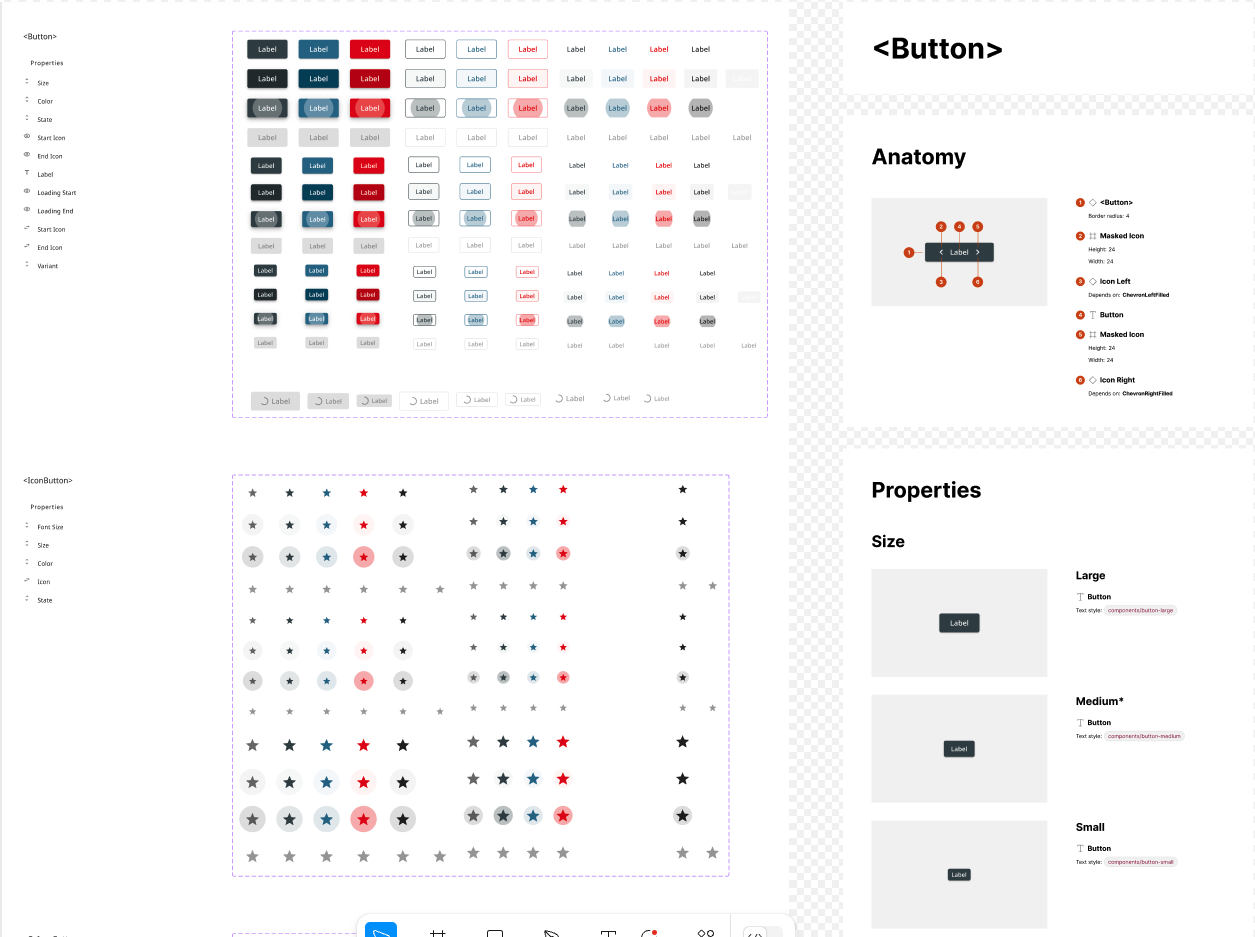 <Button>
Properties
Size
Color
State
Start Icon
End Icon
Label
Loading Start
Loading End
Start Icon
End Icon
Variant
Label Label Label Label Label Label Label Label Label Label
Label Label Label Label Label Label Label Label Label Label
Label Label Label Label Label Label Label Label Label Label
Label Label Label Label Label Label Label Label Label Label Label
Label Label Label Label Label Label Label Label Label Label
Label Label Label Label Label Label Label Label Label Label
Label Label Label Label Label Label Label Label Label Label
Label Label Label Label Label Label Label Label Label Label Label
Label Label Label Label Label Label Label Label Label Label
Label Label Label Label Label Label Label Label Label Label
Label Label Label Label Label Label Label Label Label Label
Label Label Label Label Label Label Label Label Label Label Label
Label Label Label Label Label Label Label Label Label
<IconButton>
Properties
Font Size
Size
Color
Icon
State
<Button>
Anatomy
2 4 5
1 Label
3 6
1 <Button>
Border radius: 4
2 Masked Icon
Height: 24
Width: 24
3 Icon Left
Depends on: ChevronLeftFilled
4 Button
5 Masked Icon
Height: 24
Width: 24
6 Icon Right
Depends on: ChevronRightFilled
Properties
Size
Label
Large
Button
Text style: components/button-large
Label
Medium*
Button
Text style: components/button-medium
Label
Small
Button
Text style: components/button-small